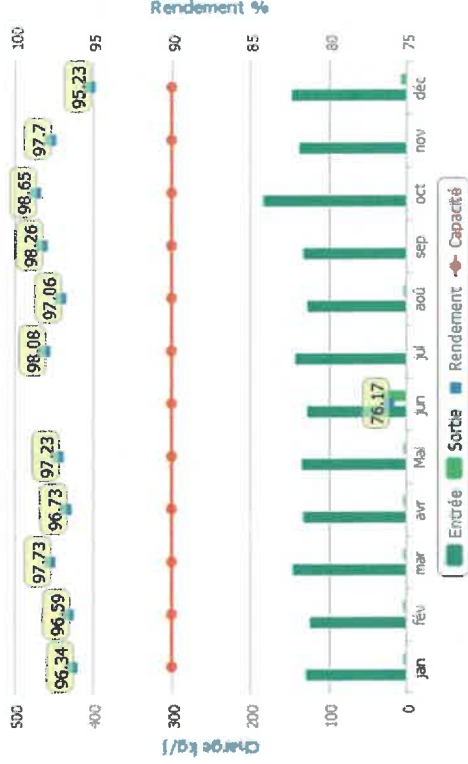 Rendement %
100
95
90
85
80
75
500
400
300
200
100
0
Charge kg/j
96.34
96.59
97.73
96.73
97.23
76.17
98.08
97.06
98.26
98.65
97.7
95.23
jan
fév
mar
avr
Mai
jun
jul
aoû
sep
oct
nov
déc
Entrée Sortie Rendement Capacité